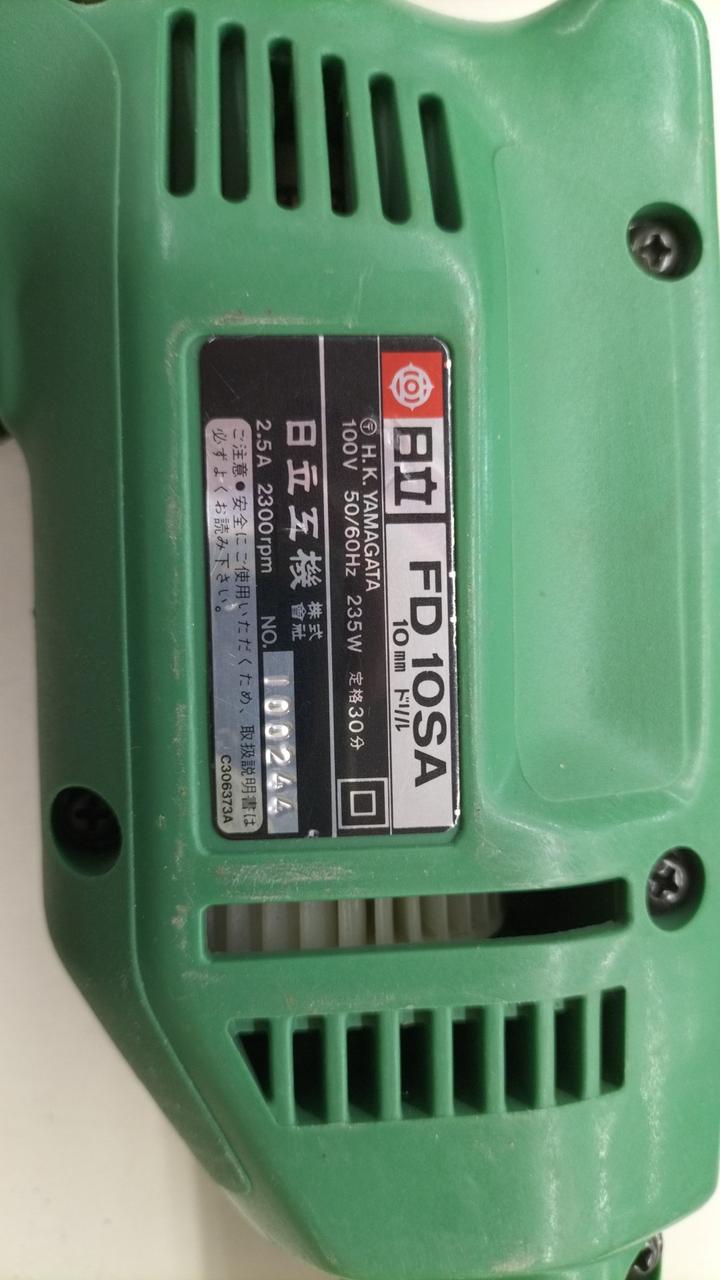 日立
FD 10SA
10mm ドリル
〒 H.K. YAMAGATA
100V 50/60Hz 235W 定格30分
日立工機 株式會社
2.5A 2300rpm NO. 100244
ご注意●安全にご使用いただくため、取扱説明書は
必ずよくお読み下さい。
C306373A